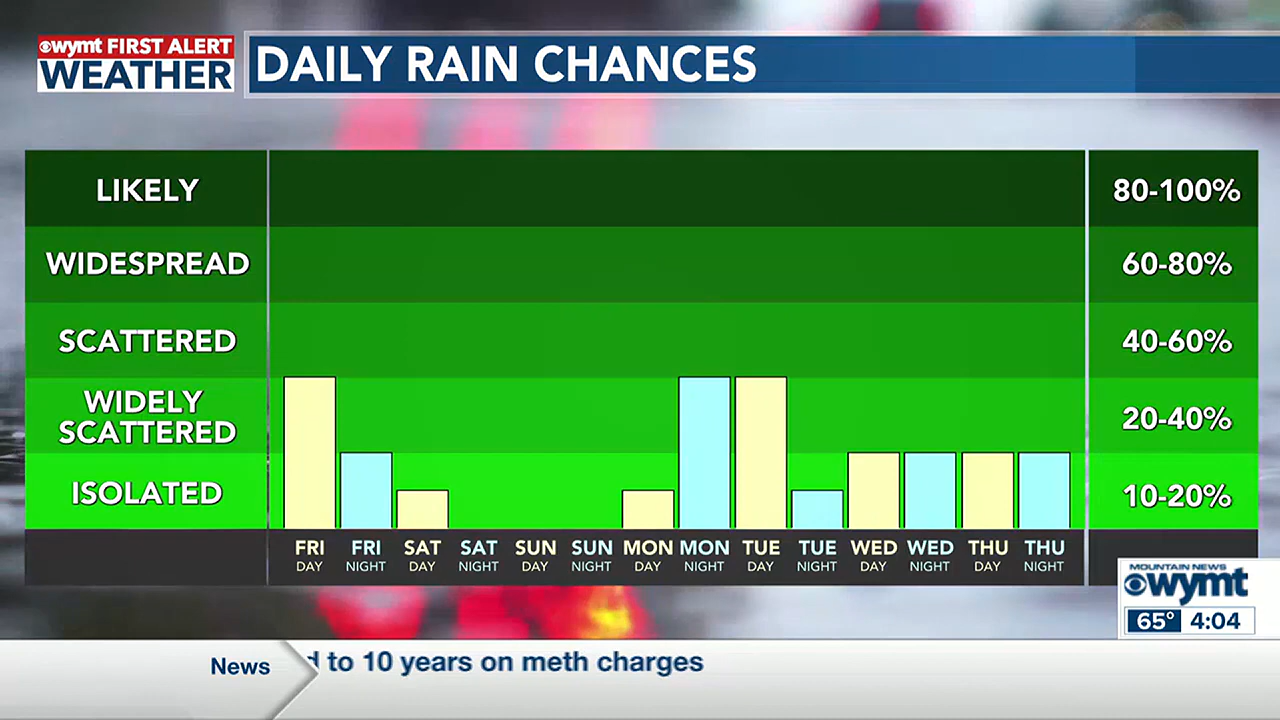 wymt FIRST ALERT
WEATHER
DAILY RAIN CHANCES
LIKELY
80-100%
WIDESPREAD
60-80%
SCATTERED
40-60%
WIDELY
SCATTERED
20-40%
ISOLATED
10-20%
FRI FRI SAT SAT SUN SUN MON MON TUE TUE WED WED THU THU
DAY NIGHT DAY NIGHT DAY NIGHT DAY NIGHT DAY NIGHT DAY NIGHT DAY NIGHT
MOUNTAIN NEWS
wymt
65° 4:04
News
to 10 years on meth charges